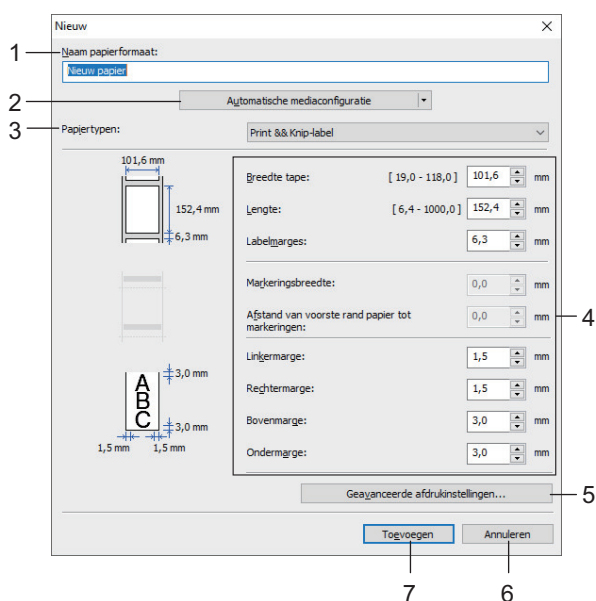 Nieuw
1
Naam papierformaat:
Nieuw papier
2
Automatische mediaconfiguratie
3
Papiertypen:
Print && Knip-label
101,6 mm
152,4 mm
6,3 mm
Breedte tape: [ 19,0 - 118,0 ] 101,6 mm
Lengte: [ 6,4 - 1000,0 ] 152,4 mm
Labelmarges: 6,3 mm
Markeringsbreedte: 0,0 mm
Afstand van voorste rand papier tot
markeringen:
0,0 mm
4
Linkermarge: 1,5 mm
Rechtermarge: 1,5 mm
Bovenmarge: 3,0 mm
Ondermarge: 3,0 mm
A
B
C
3,0 mm
3,0 mm
1,5 mm 1,5 mm
Geavanceerde afdrukinstellingen...
5
Toevoegen Annuleren
7 6